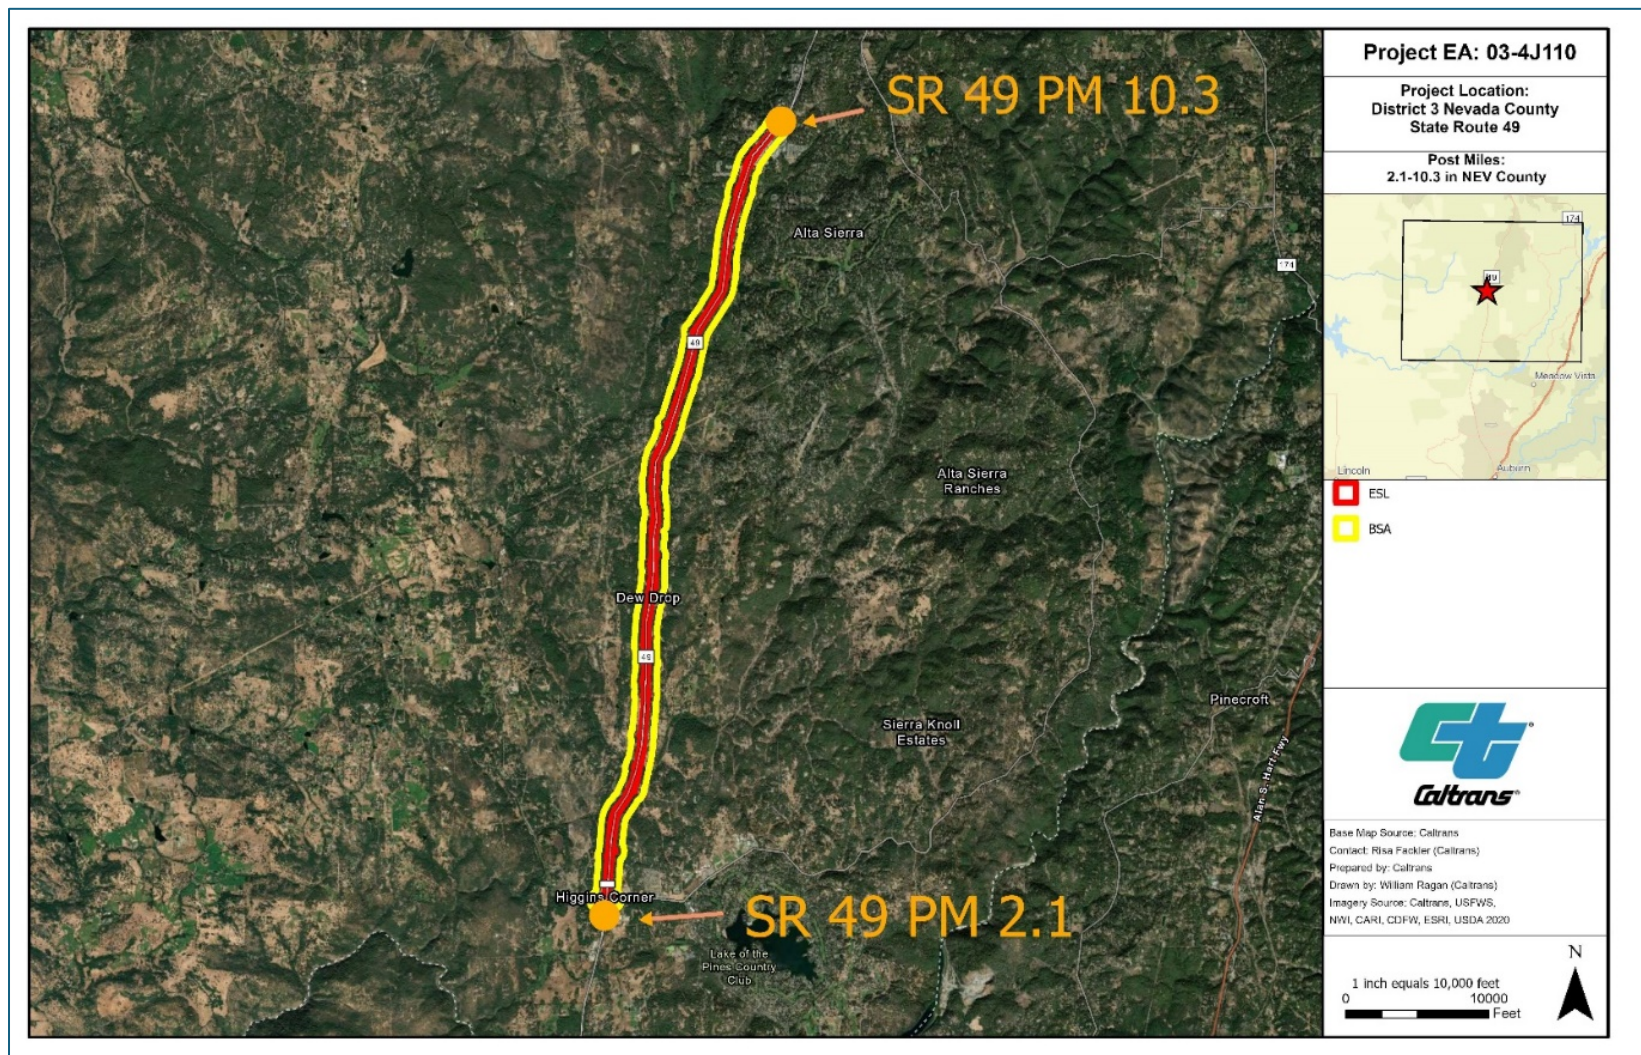 SR 49 PM 10.3
Alta Sierra
174
49
Alta Sierra
Ranches
Dew Drop
49
Pinecroft
Sierra Knoll
Estates
Alan S. Hart Fwy
Higgins Corner
SR 49 PM 2.1
Lake of the
Pines Country
Club
Project EA: 03-4J110
Project Location:
District 3 Nevada County
State Route 49
Post Miles:
2.1-10.3 in NEV County
174
49
Meadow Vista
Lincoln
Auburn
ESL
BSA
Caltrans
Base Map Source: Caltrans
Contact: Risa Fackler (Caltrans)
Prepared by: Caltrans
Drawn by: William Ragan (Caltrans)
Imagery Source: Caltrans, USFWS,
NWI, CARI, CDFW, ESRI, USDA 2020
N
1 inch equals 10,000 feet
0 10000
Feet